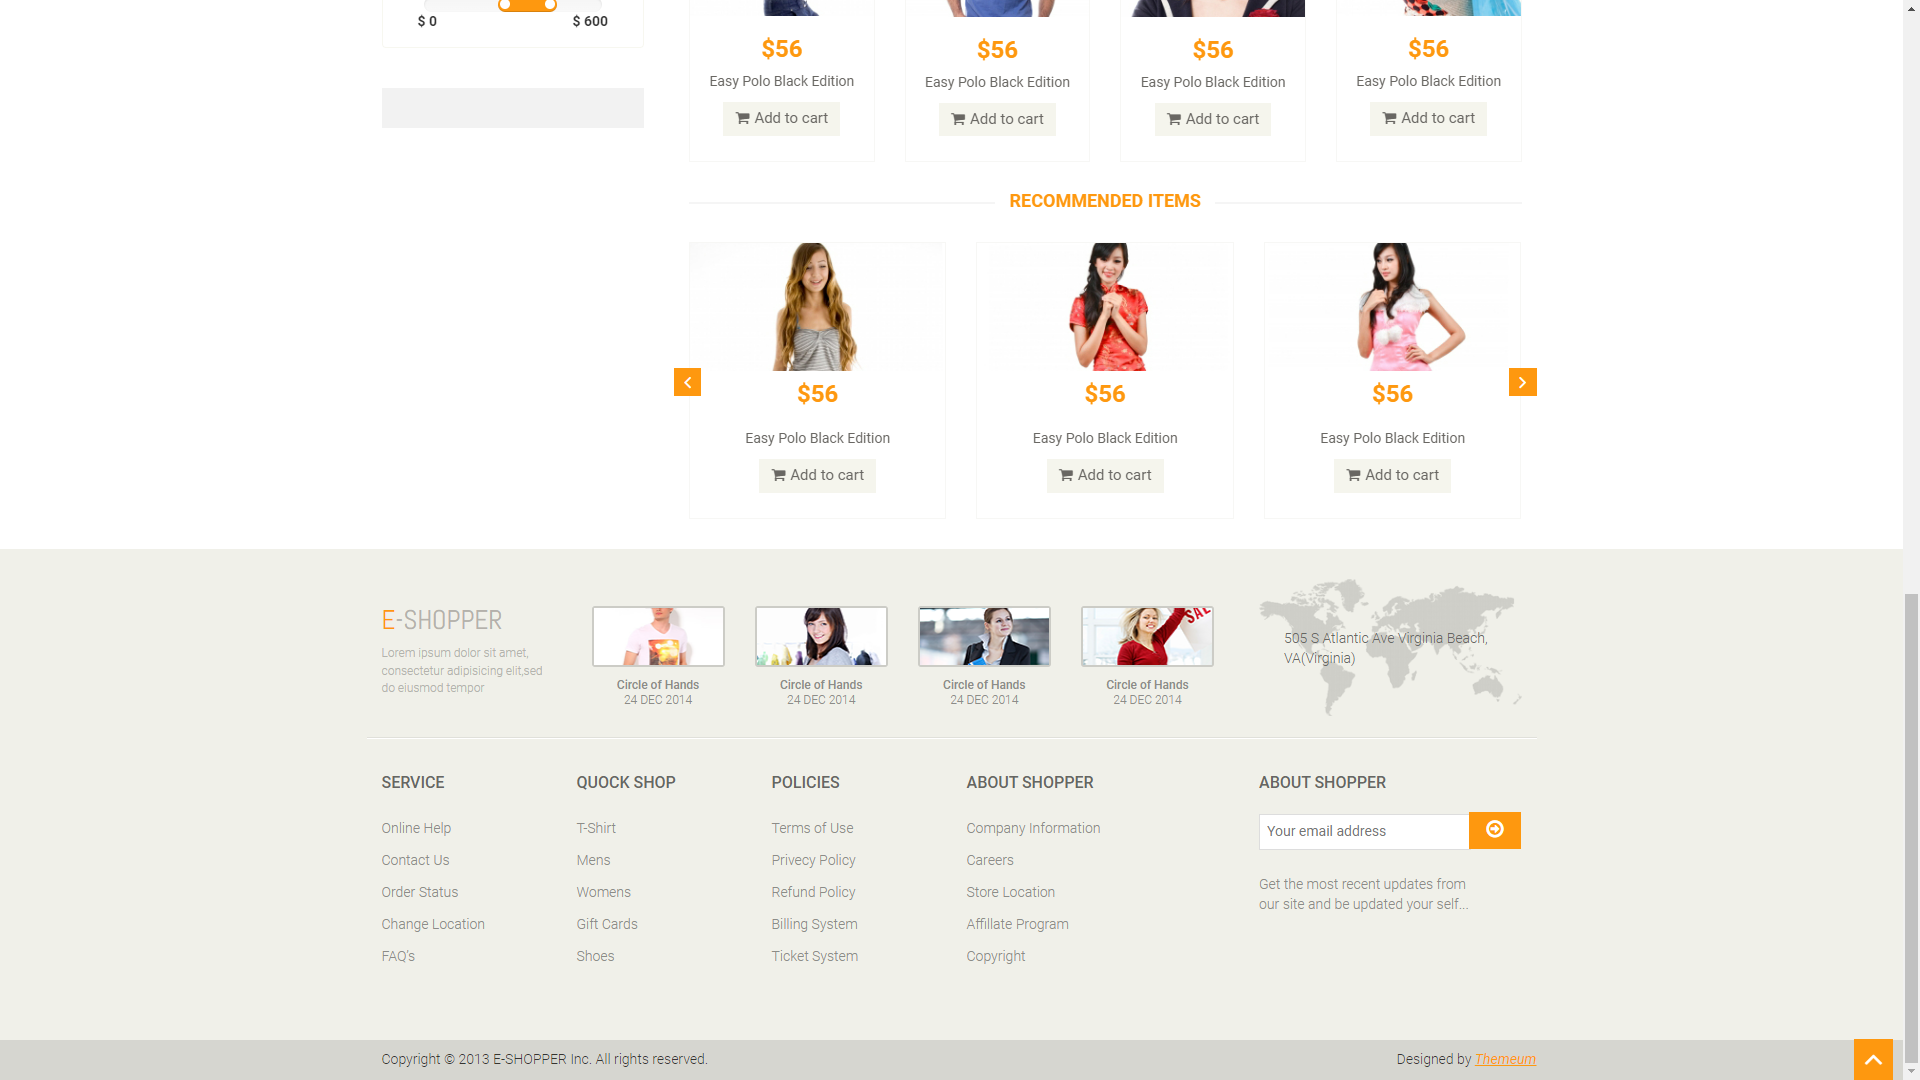 $ 0 $ 600
$56 $56 $56 $56
Easy Polo Black Edition Easy Polo Black Edition Easy Polo Black Edition Easy Polo Black Edition
Add to cart Add to cart Add to cart Add to cart
RECOMMENDED ITEMS
$56 $56 $56
Easy Polo Black Edition Easy Polo Black Edition Easy Polo Black Edition
Add to cart Add to cart Add to cart
E-SHOPPER
Lorem ipsum dolor sit amet,
consectetur adipisicing elit,sed
do eiusmod tempor
Circle of Hands
24 DEC 2014
Circle of Hands
24 DEC 2014
Circle of Hands
24 DEC 2014
SALE
Circle of Hands
24 DEC 2014
505 S Atlantic Ave Virginia Beach,
VA(Virginia)
SERVICE
Online Help
Contact Us
Order Status
Change Location
FAQ's
QUOCK SHOP
T-Shirt
Mens
Womens
Gift Cards
Shoes
POLICIES
Terms of Use
Privecy Policy
Refund Policy
Billing System
Ticket System
ABOUT SHOPPER
Company Information
Careers
Store Location
Affillate Program
Copyright
ABOUT SHOPPER
Your email address
Get the most recent updates from
our site and be updated your self...
Copyright © 2013 E-SHOPPER Inc. All rights reserved.
Designed by Themeum